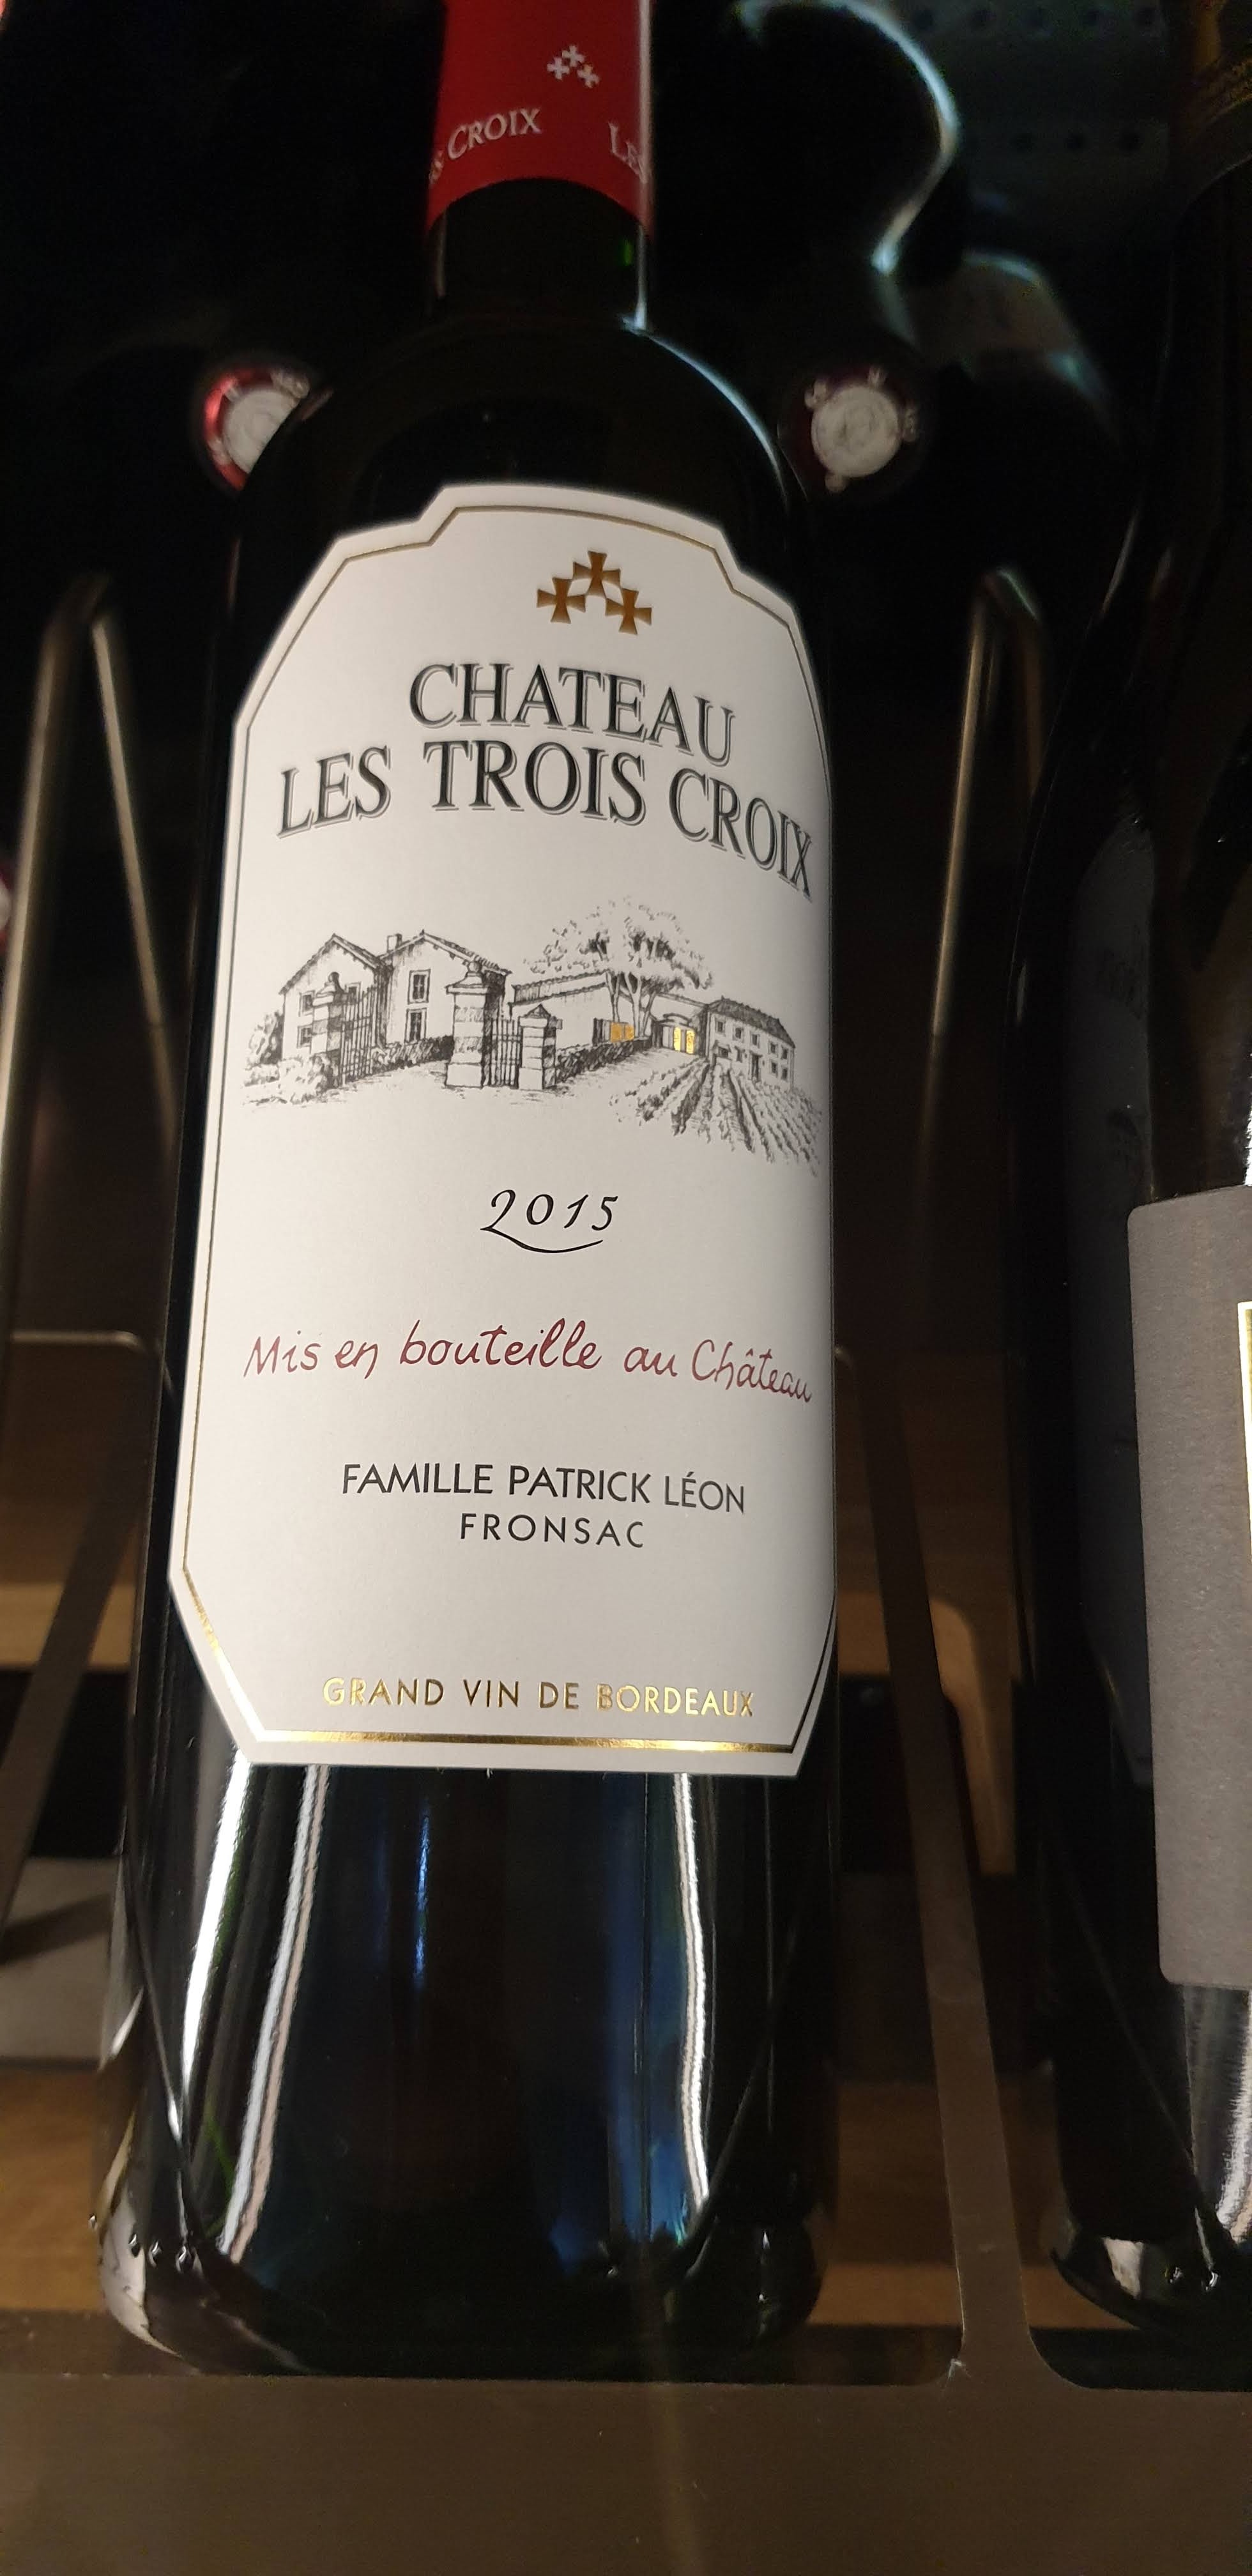 CROIX
LES
CHATEAU
LES TROIS CROIX
2015
Mis en bouteille au Château
FAMILLE PATRICK LÉON
FRONSAC
GRAND VIN DE BORDEAUX